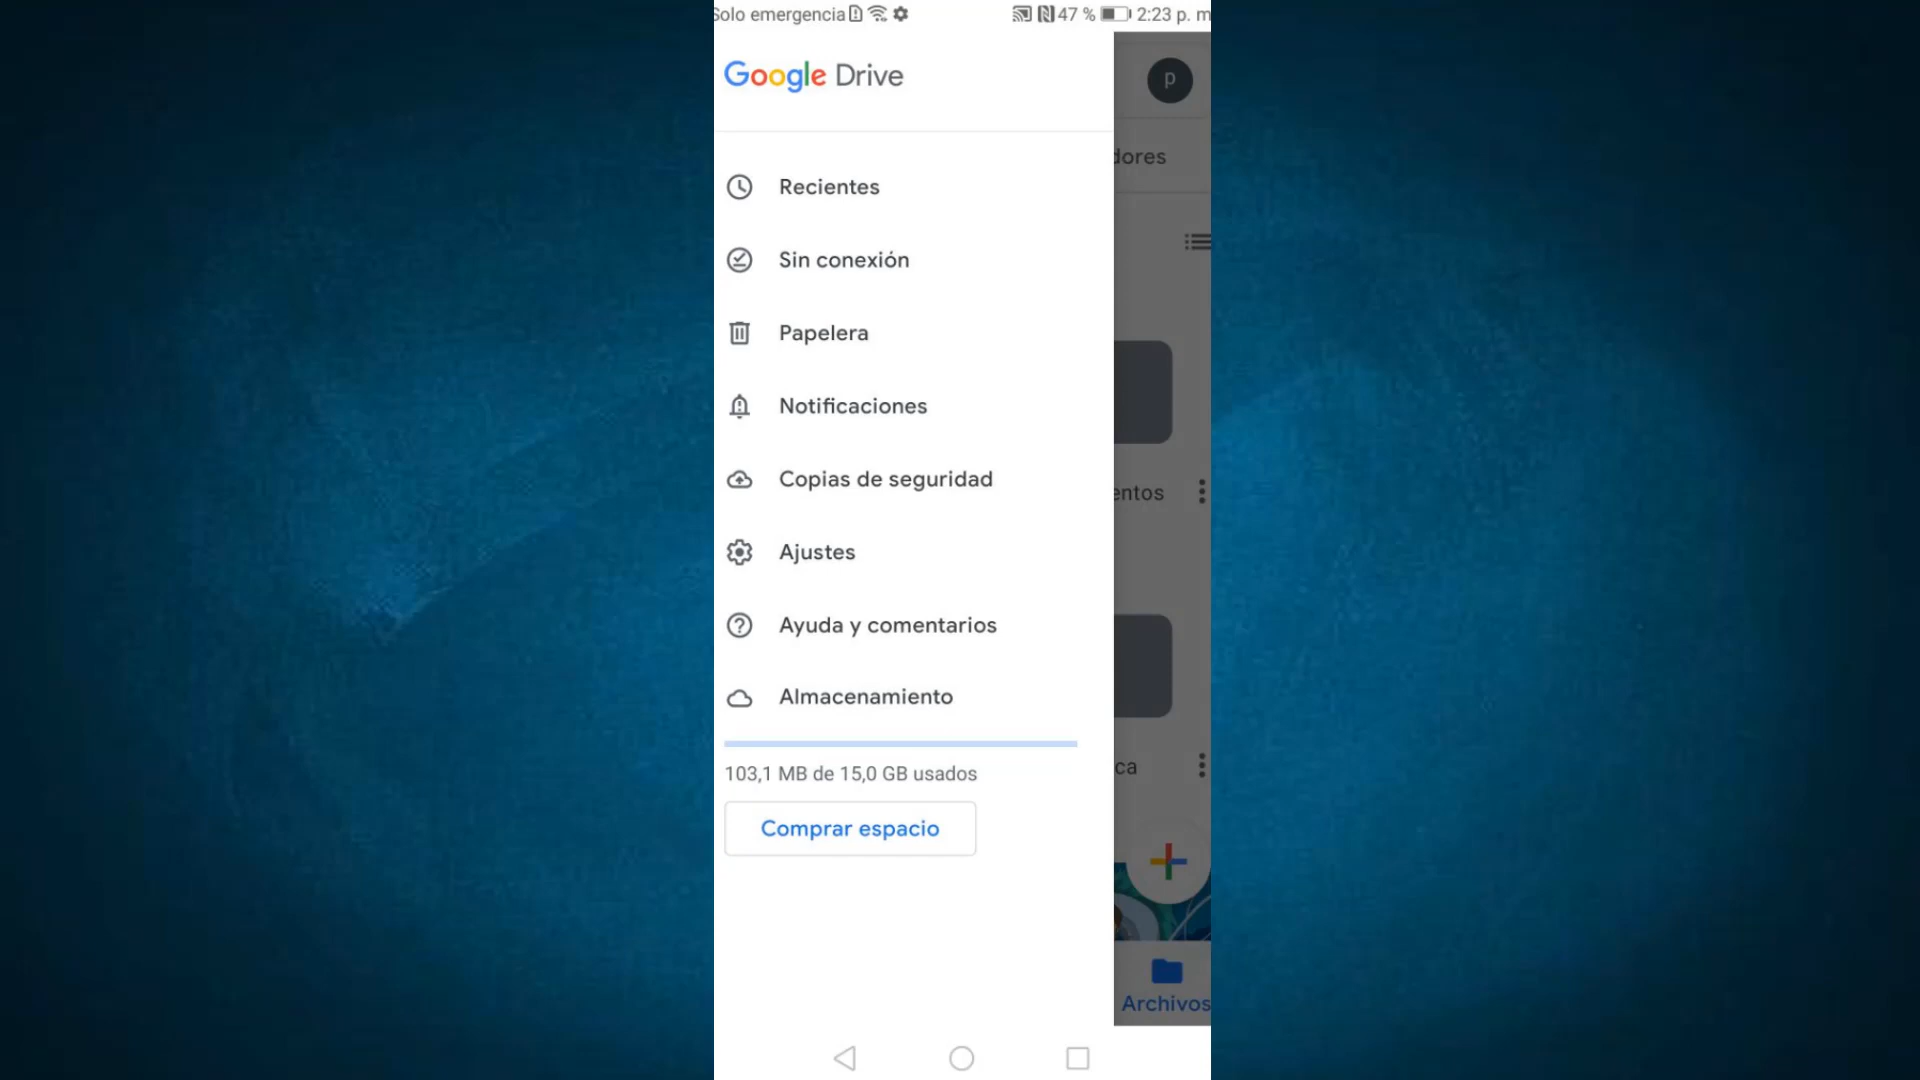 Solo emergencia 47 % 2:23 p. m
Google Drive
P
dores
Recientes
Sin conexión
Papelera
Notificaciones
Copias de seguridad
entos
Ajustes
Ayuda y comentarios
Almacenamiento
ca
103,1 MB de 15,0 GB usados
Comprar espacio
Archivos